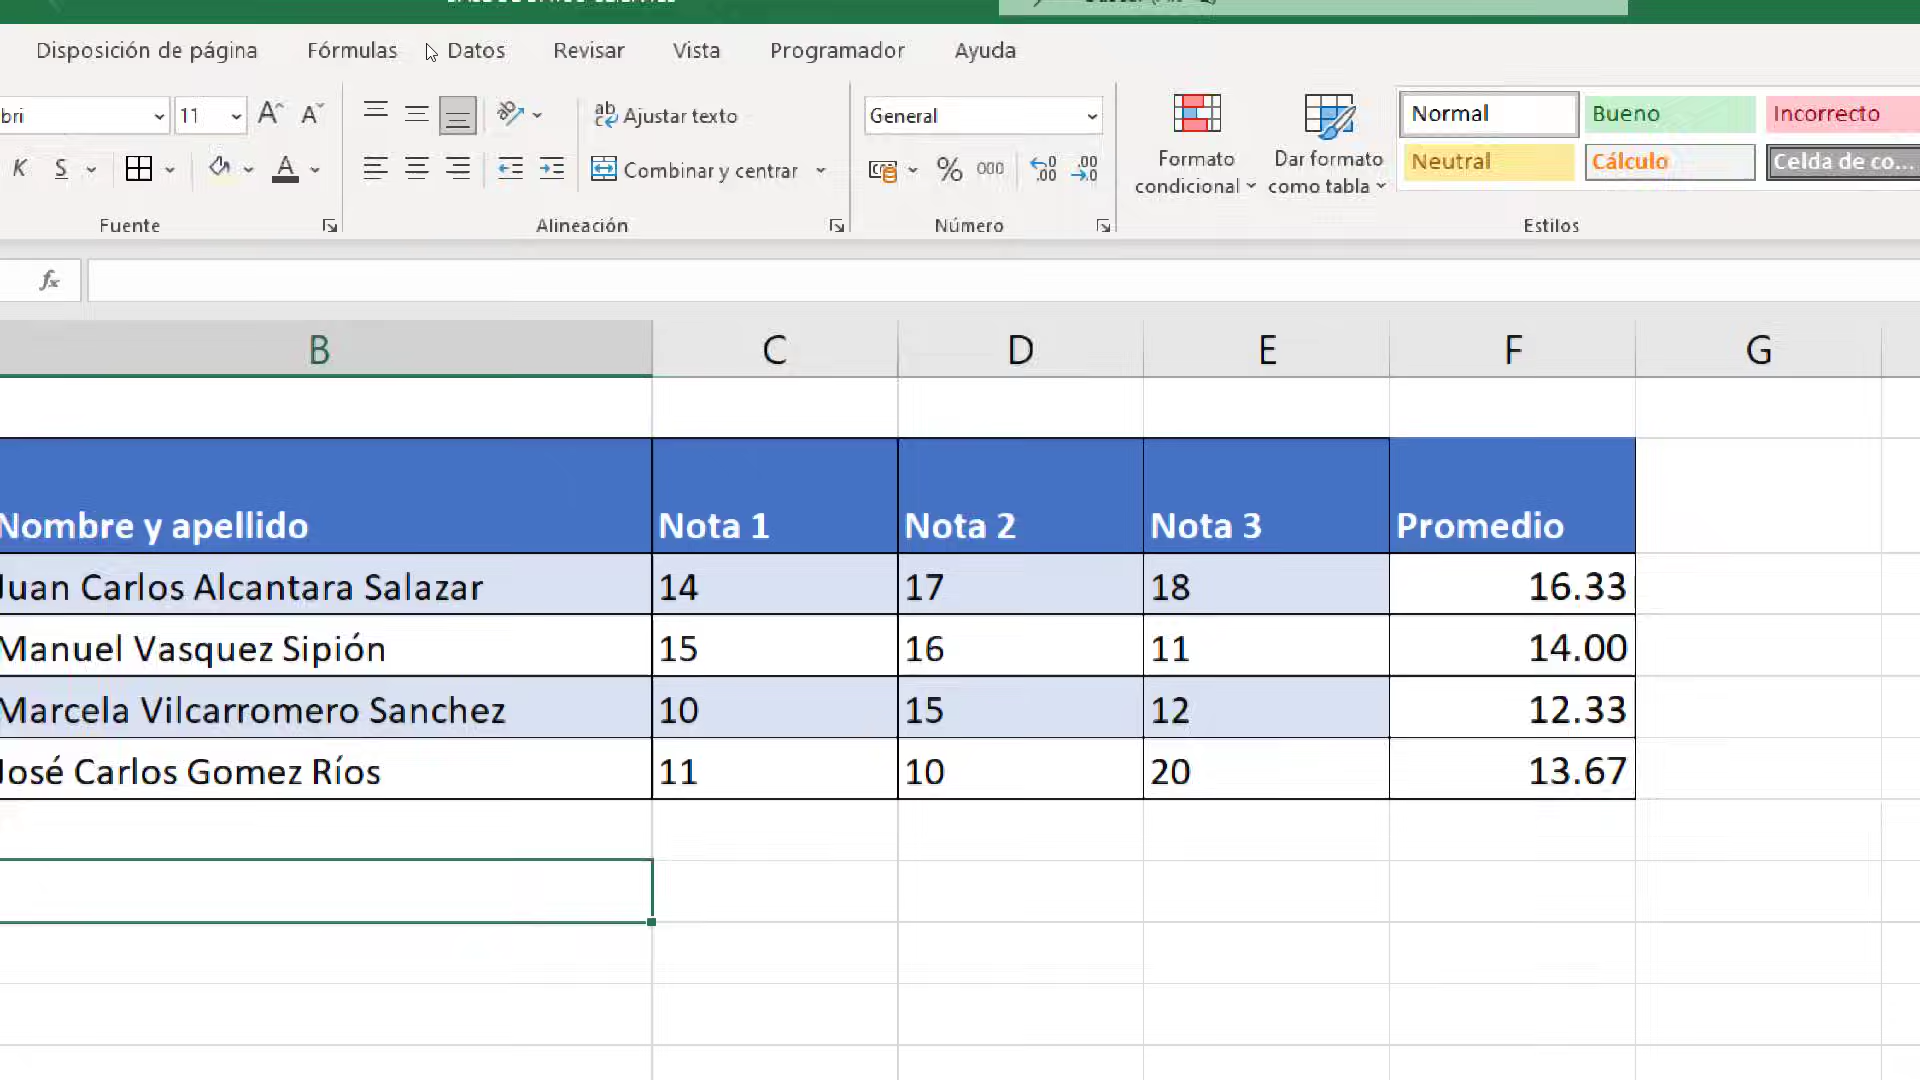 Disposición de página Fórmulas Datos Revisar Vista Programador Ayuda
bri 11 A A Ajustar texto General Normal Bueno Incorrecto
K S A Combinar y centrar % 000 Formato condicional Dar formato como tabla Neutral Cálculo Celda de co...
Fuente Alineación Número Estilos
fx
B C D E F G
Nombre y apellido Nota 1 Nota 2 Nota 3 Promedio
Juan Carlos Alcantara Salazar 14 17 18 16.33
Manuel Vasquez Sipión 15 16 11 14.00
Marcela Vilcarromero Sanchez 10 15 12 12.33
José Carlos Gomez Ríos 11 10 20 13.67